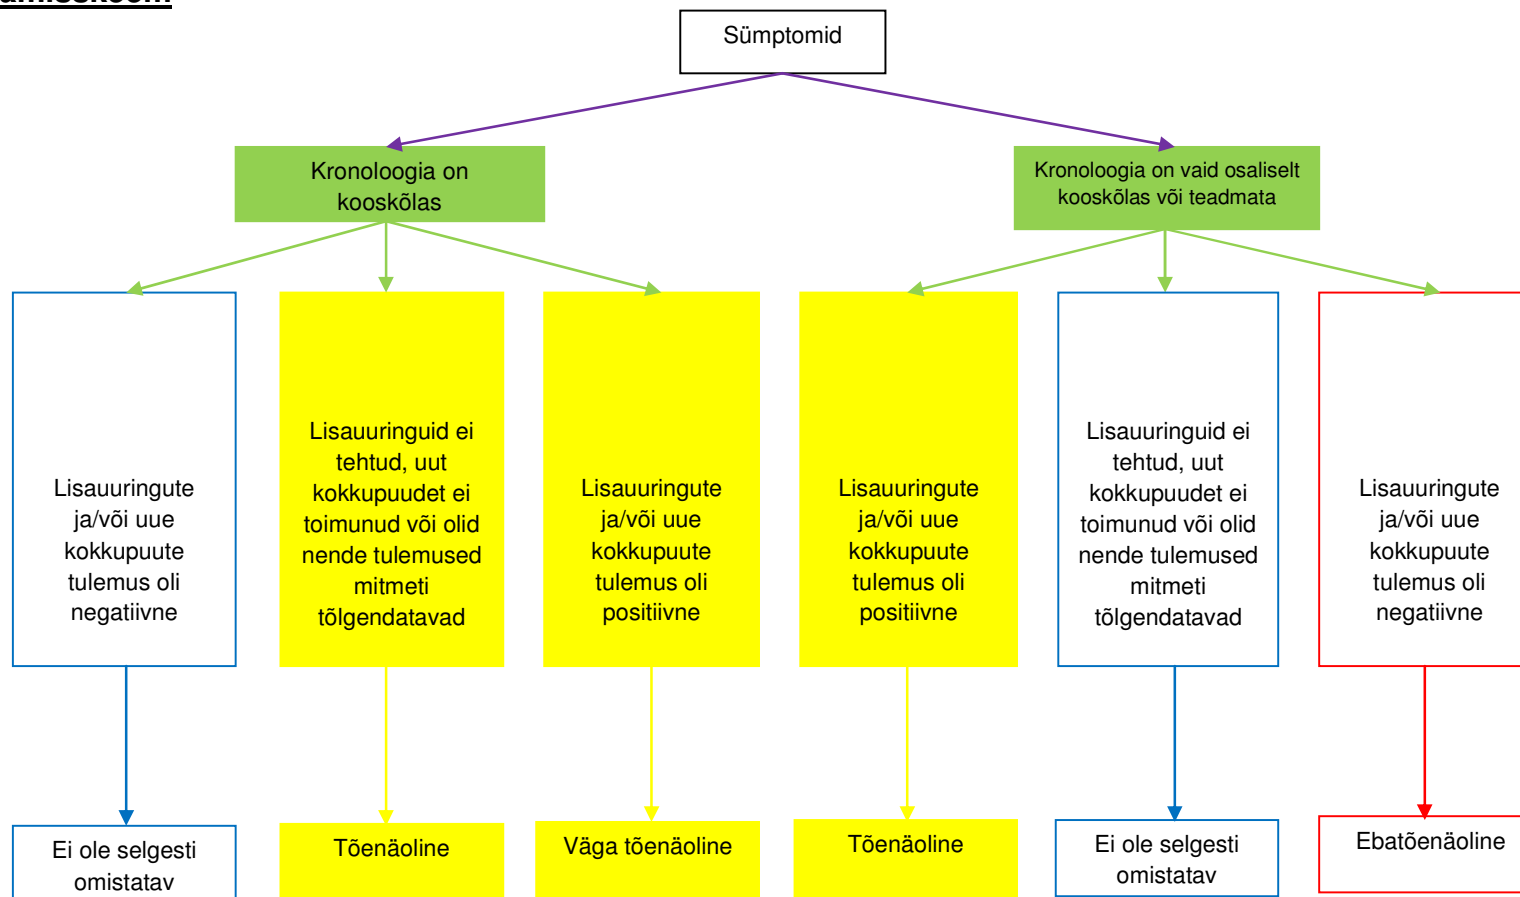 Sümptomid
Kronoloogia on
kooskõlas
Kronoloogia on vaid osaliselt
kooskõlas või teadmata
Lisauuringute
ja/või uue
kokkupuute
tulemus oli
negatiivne
Lisauuringuid ei
tehtud, uut
kokkupuudet ei
toimunud või olid
nende tulemused
mitmeti
tõlgendatavad
Lisauuringute
ja/või uue
kokkupuute
tulemus oli
positiivne
Lisauuringute
ja/või uue
kokkupuute
tulemus oli
positiivne
Lisauuringuid ei
tehtud, uut
kokkupuudet ei
toimunud või olid
nende tulemused
mitmeti
tõlgendatavad
Lisauuringute
ja/või uue
kokkupuute
tulemus oli
negatiivne
Ei ole selgesti
omistatav
Tõenäoline
Väga tõenäoline
Tõenäoline
Ei ole selgesti
omistatav
Ebatõenäoline